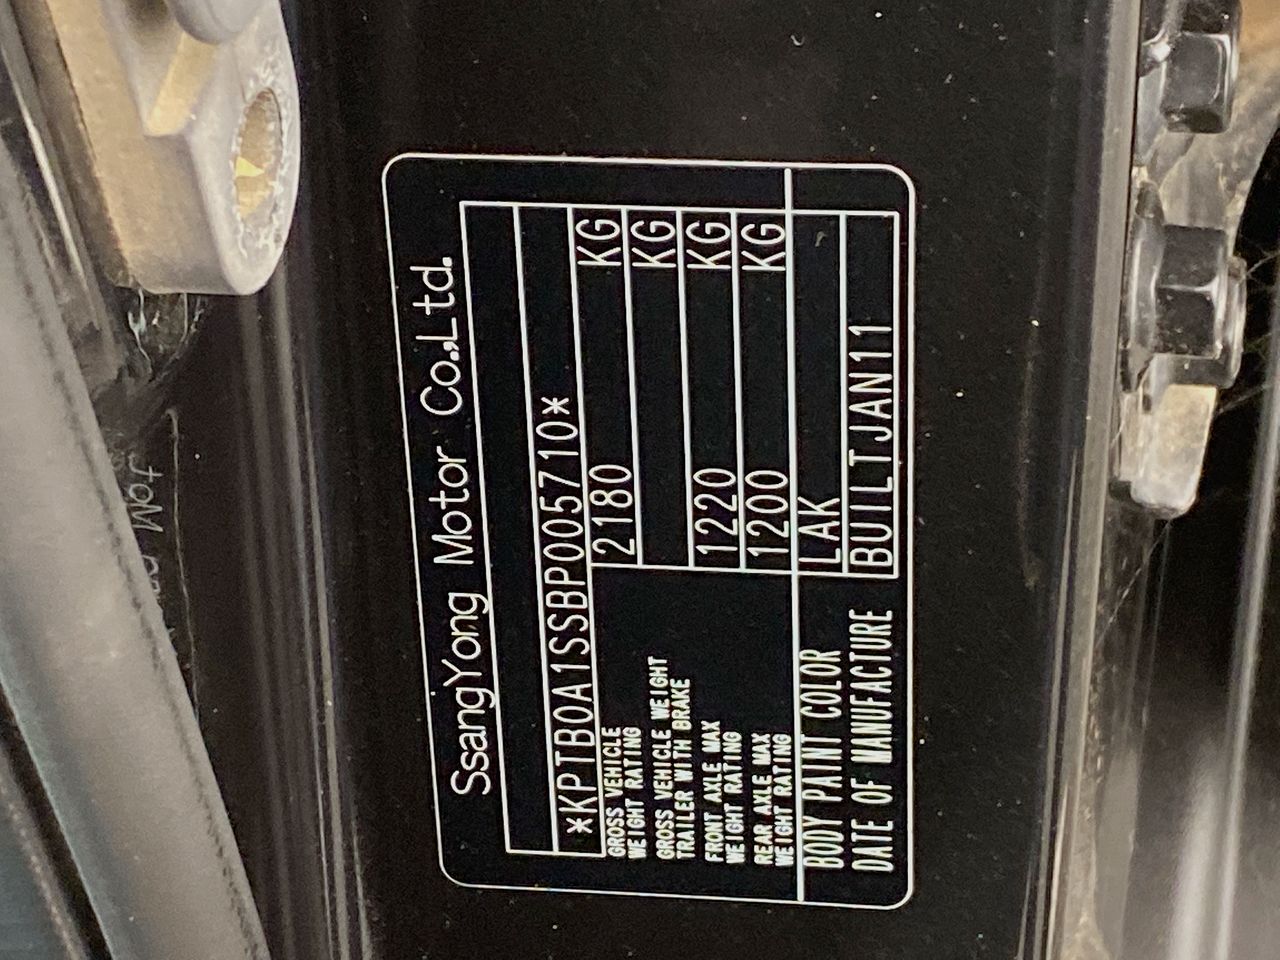 SsangYong Motor Co.,Ltd.
*KPTB0A1SSBP005710*
GROSS VEHICLE
WEIGHT RATING 2180 KG
GROSS VEHICLE WEIGHT
TRAILER WITH BRAKE KG
FRONT AXLE MAX
WEIGHT RATING 1220 KG
REAR AXLE MAX
WEIGHT RATING 1200 KG
BODY PAINT COLOR LAK
DATE OF MANUFACTURE BUILTJAN11